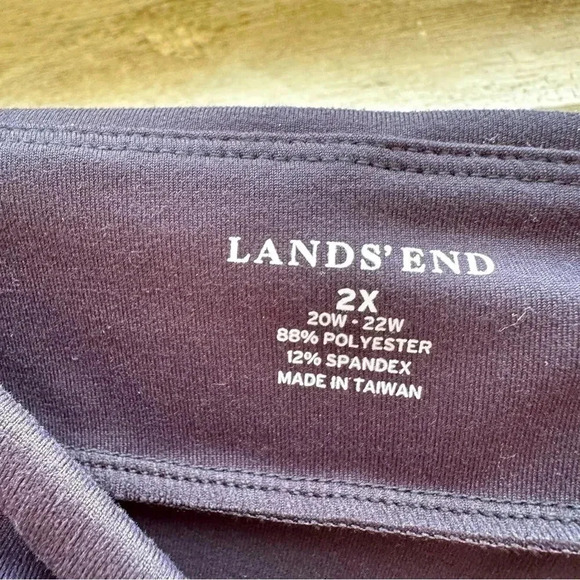 LANDS' END
2X
20W - 22W
88% POLYESTER
12% SPANDEX
MADE IN TAIWAN